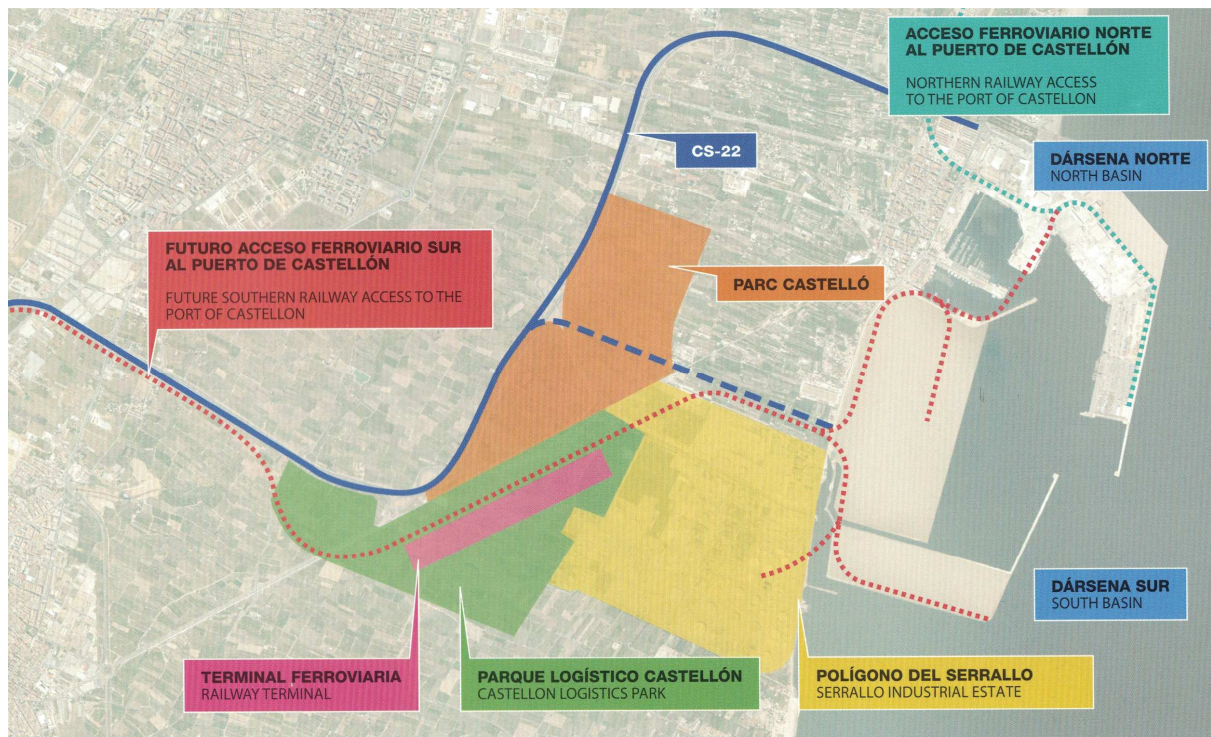 ACCESO FERROVIARIO NORTE
AL PUERTO DE CASTELLÓN
NORTHERN RAILWAY ACCESS
TO THE PORT OF CASTELLON
CS-22
DÁRSENA NORTE
NORTH BASIN
FUTURO ACCESO FERROVIARIO SUR
AL PUERTO DE CASTELLÓN
FUTURE SOUTHERN RAILWAY ACCESS TO THE
PORT OF CASTELLON
PARC CASTELLÓ
DÁRSENA SUR
SOUTH BASIN
TERMINAL FERROVIARIA
RAILWAY TERMINAL
PARQUE LOGÍSTICO CASTELLÓN
CASTELLON LOGISTICS PARK
POLÍGONO DEL SERRALLO
SERRALLO INDUSTRIAL ESTATE